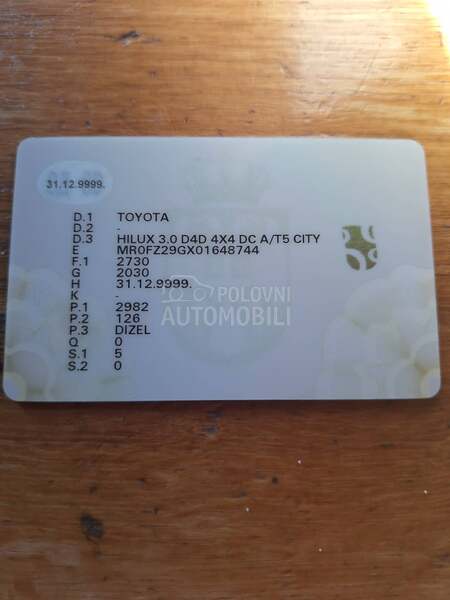 31.12.9999.
D.1 TOYOTA
D.2 -
D.3 HILUX 3.0 D4D 4X4 DC A/T5 CITY
E MR0FZ29GX01648744
F.1 2730
G 2030
H 31.12.9999.
K -
P.1 2982
P.2 126
P.3 DIZEL
Q 0
S.1 5
S.2 0
POLOVNI
AUTOMOBILI